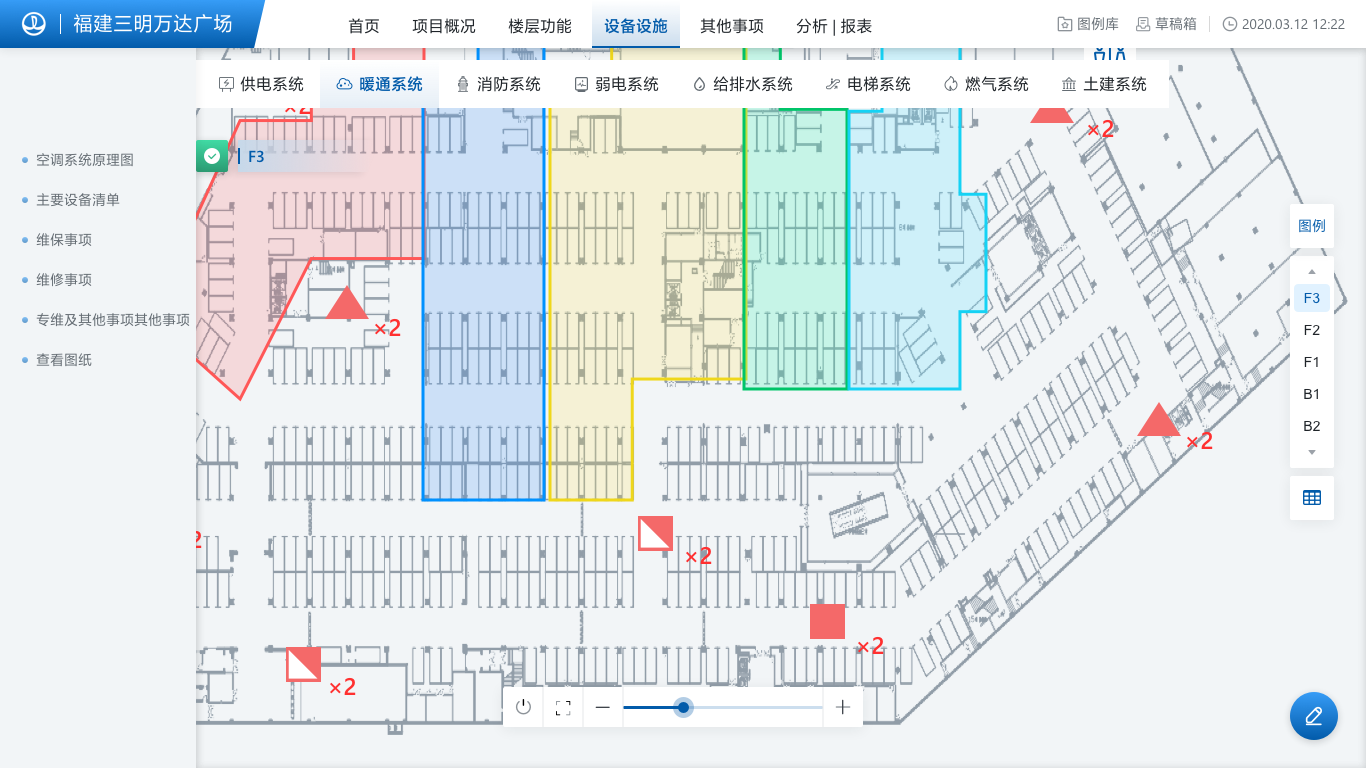 福建三明万达广场
首页 项目概况 楼层功能 设备设施 其他事项 分析 | 报表
图例库 草稿箱 2020.03.12 12:22
供电系统 暖通系统 消防系统 弱电系统 给排水系统 电梯系统 燃气系统 土建系统
×2
×2
F3
空调系统原理图
主要设备清单
维保事项
维修事项
专维及其他事项其他事项
查看图纸
图例
F3
F2
F1
B1
B2
×2
×2
2
×2
×2
×2